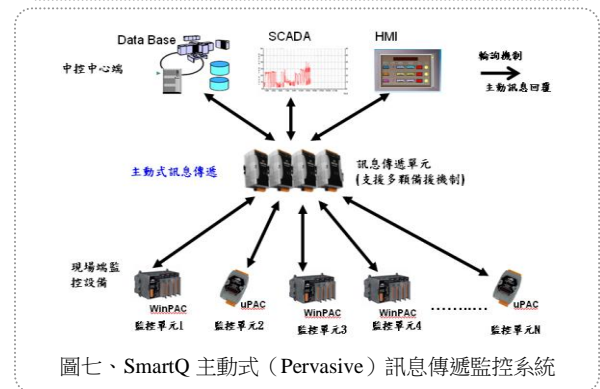 Data Base
SCADA
HMI
中控中心端
輪詢機制
主動訊息回覆
主動式訊息傳遞
訊息傳遞單元
(支援多顆備援機制)
現場端監
控設備
WinPAC
監控單元1
uPAC
監控單元2
WinPAC
監控單元3
WinPAC
監控單元4
............
uPAC
監控單元N
圖七、SmartQ 主動式（Pervasive）訊息傳遞監控系統